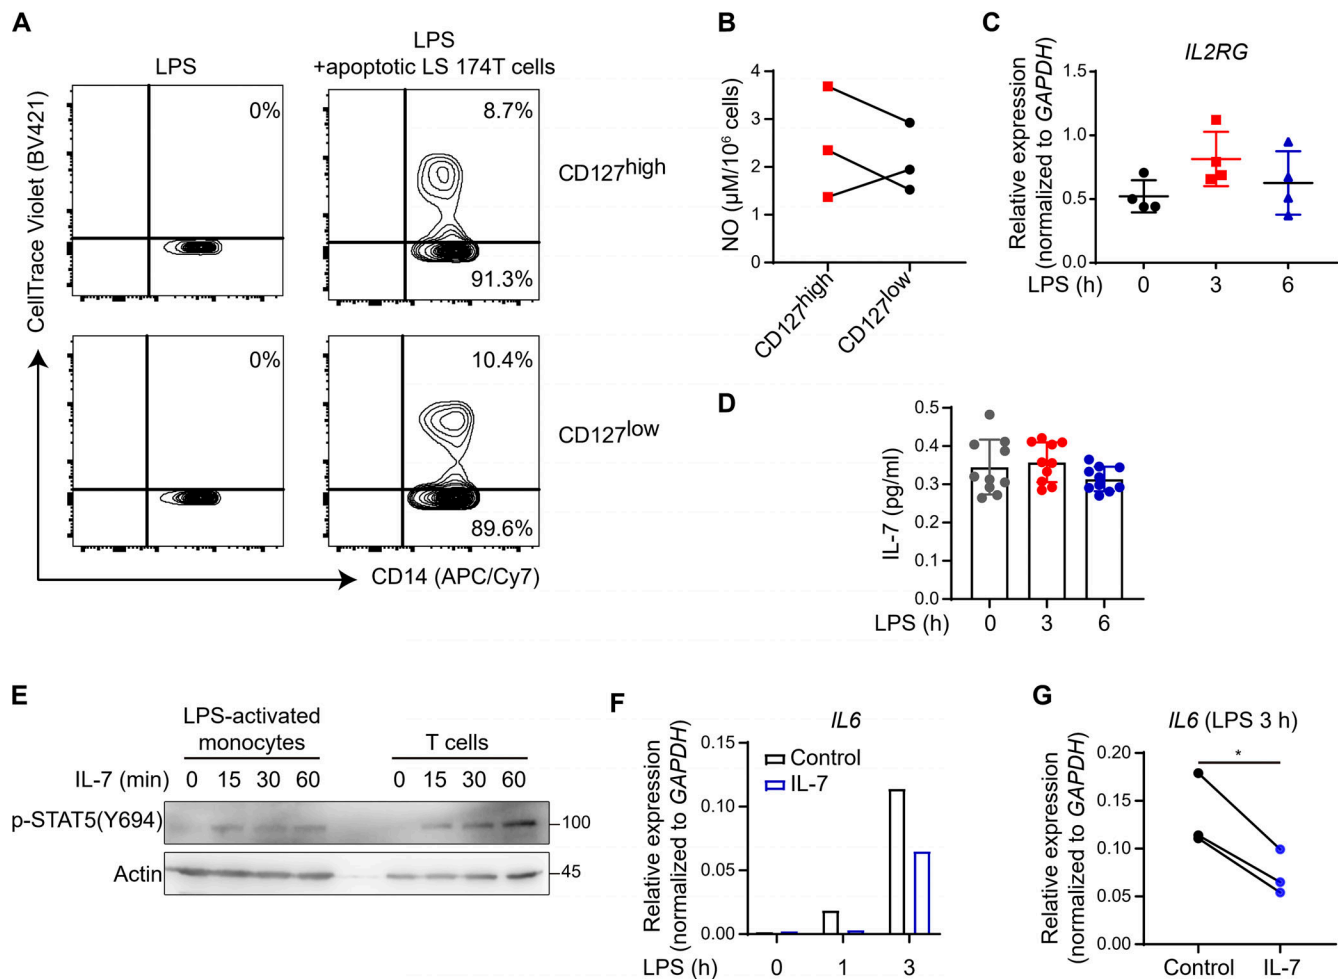 A
LPS
LPS
+apoptotic LS 174T cells
0%
8.7%
91.3%
CD127high
0%
10.4%
89.6%
CD127low
CellTrace Violet (BV421)
CD14 (APC/Cy7)
B
NO (μM/10⁶ cells)
4
3
2
1
0
CD127high
CD127low
C
IL2RG
Relative expression
(normalized to GAPDH)
1.5
1.0
0.5
0.0
LPS (h)
0
3
6
D
IL-7 (pg/ml)
0.5
0.4
0.3
0.2
0.1
0.0
LPS (h)
0
3
6
E
LPS-activated
monocytes
T cells
IL-7 (min) 0 15 30 60 0 15 30 60
p-STAT5(Y694)
100
Actin
45
F
IL6
Relative expression
(normalized to GAPDH)
0.15
0.10
0.05
0.00
Control
IL-7
LPS (h)
0
1
3
G
IL6 (LPS 3 h)
*
Relative expression
(normalized to GAPDH)
0.20
0.15
0.10
0.05
0.00
Control
IL-7